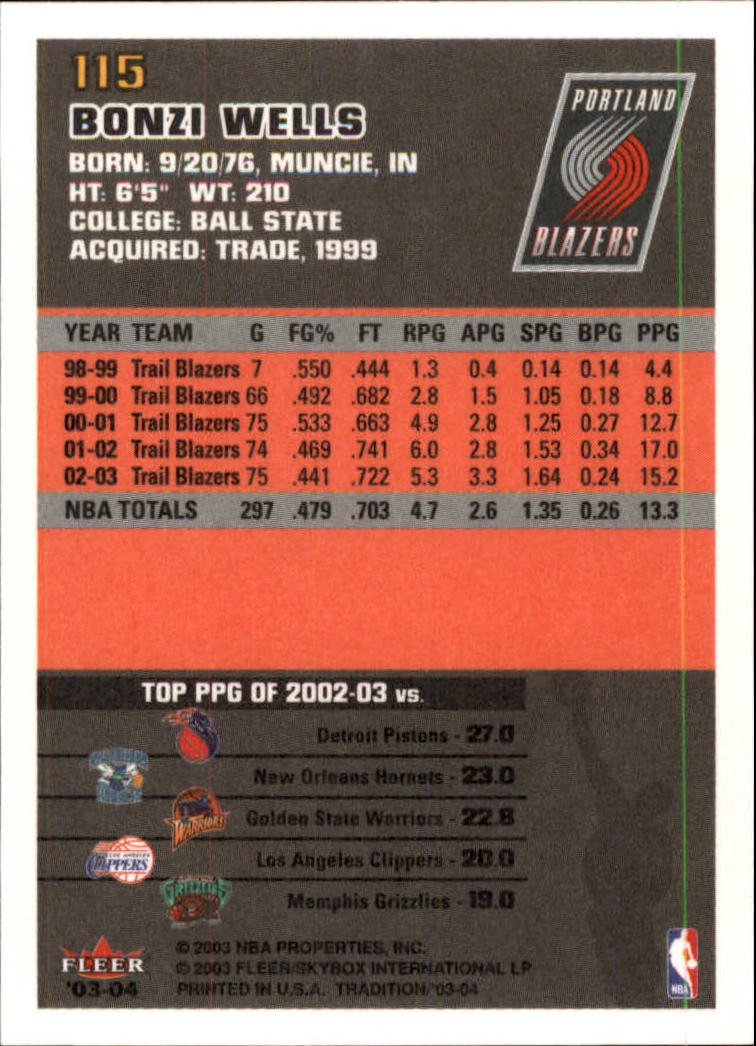 115
BONZI WELLS
BORN: 9/20/76, MUNCIE, IN
HT: 6'5" WT: 210
COLLEGE: BALL STATE
ACQUIRED: TRADE, 1999
PORTLAND
BLAZERS
YEAR TEAM G FG% FT RPG APG SPG BPG PPG
98-99 Trail Blazers 7 .550 .444 1.3 0.4 0.14 0.14 4.4
99-00 Trail Blazers 66 .492 .682 2.8 1.5 1.05 0.18 8.8
00-01 Trail Blazers 75 .533 .663 4.9 2.8 1.25 0.27 12.7
01-02 Trail Blazers 74 .469 .741 6.0 2.8 1.53 0.34 17.0
02-03 Trail Blazers 75 .441 .722 5.3 3.3 1.64 0.24 15.2
NBA TOTALS 297 .479 .703 4.7 2.6 1.35 0.26 13.3
TOP PPG OF 2002-03 vs.
Detroit Pistons - 27.0
New Orleans Hornets - 23.0
WARRIORS
Golden State Warriors - 22.8
LOS ANGELES
CLIPPERS
Los Angeles Clippers - 20.0
GRIZZLIES
Memphis Grizzlies - 19.0
FLEER
'03-04
© 2003 NBA PROPERTIES, INC.
© 2003 FLEER/SKYBOX INTERNATIONAL LP
PRINTED IN U.S.A. TRADITION/'03-04
NBA